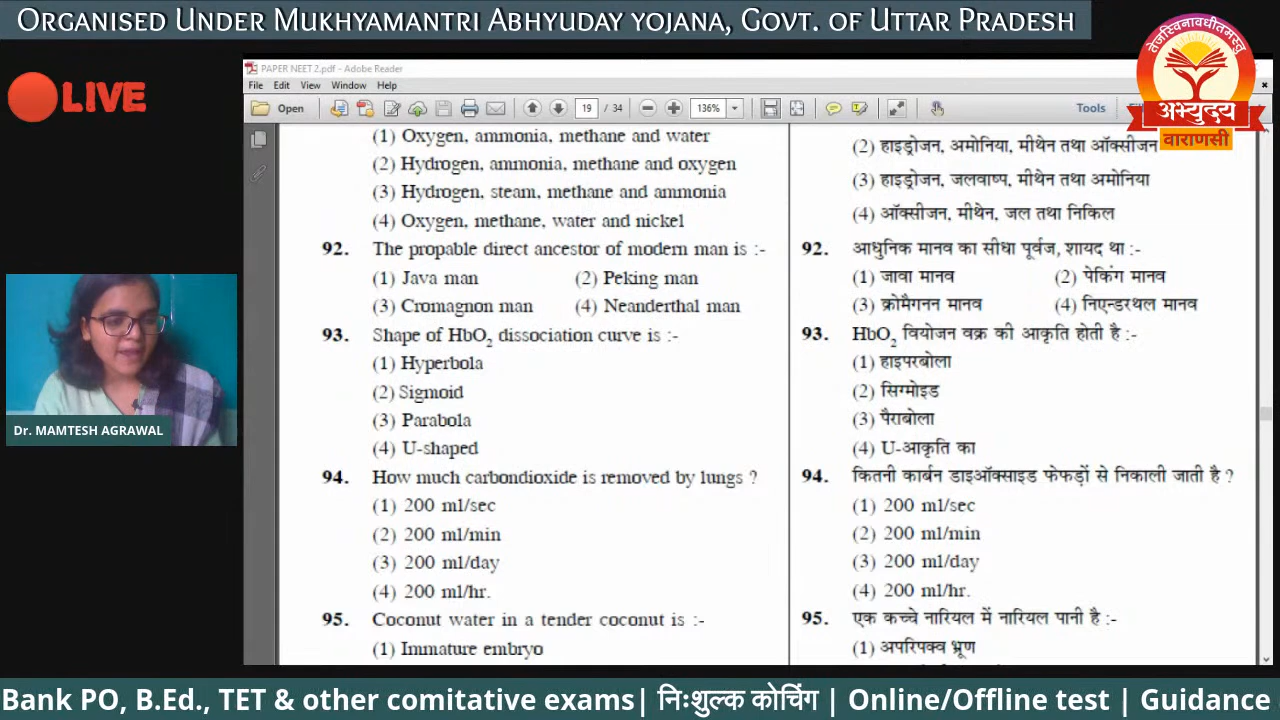 ORGANISED UNDER MUKHYAMANTRI ABHYUDAY YOJANA, GOVT. OF UTTAR PRADESH
तेजस्विनावधीतमस्तु
अभ्युदय
वाराणसी
LIVE
PAPER NEET 2.pdf - Adobe Reader
File Edit View Window Help
Open 19 / 34 136% Tools
(1) Oxygen, ammonia, methane and water
(2) Hydrogen, ammonia, methane and oxygen
(3) Hydrogen, steam, methane and ammonia
(4) Oxygen, methane, water and nickel
92. The propable direct ancestor of modern man is :-
(1) Java man (2) Peking man
(3) Cromagnon man (4) Neanderthal man
93. Shape of HbO₂ dissociation curve is :-
(1) Hyperbola
(2) Sigmoid
(3) Parabola
(4) U-shaped
94. How much carbondioxide is removed by lungs ?
(1) 200 ml/sec
(2) 200 ml/min
(3) 200 ml/day
(4) 200 ml/hr.
95. Coconut water in a tender coconut is :-
(1) Immature embryo
(2) हाइड्रोजन, अमोनिया, मीथेन तथा ऑक्सीजन
(3) हाइड्रोजन, जलवाष्प, मीथेन तथा अमोनिया
(4) ऑक्सीजन, मीथेन, जल तथा निकिल
92. आधुनिक मानव का सीधा पूर्वज, शायद था :-
(1) जावा मानव (2) पेकिंग मानव
(3) क्रोमैगनन मानव (4) निएन्डरथल मानव
93. HbO₂ वियोजन वक्र की आकृति होती है :-
(1) हाइपरबोला
(2) सिग्मोइड
(3) पैराबोला
(4) U-आकृति का
94. कितनी कार्बन डाइऑक्साइड फेफड़ों से निकाली जाती है ?
(1) 200 ml/sec
(2) 200 ml/min
(3) 200 ml/day
(4) 200 ml/hr.
95. एक कच्चे नारियल में नारियल पानी है :-
(1) अपरिपक्व भ्रूण
Dr. MAMTESH AGRAWAL
Bank PO, B.Ed., TET & other comitative exams| निःशुल्क कोचिंग | Online/Offline test | Guidance